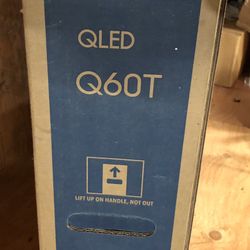 QLED
Q60T
LIFT UP ON HANDLE, NOT OUT